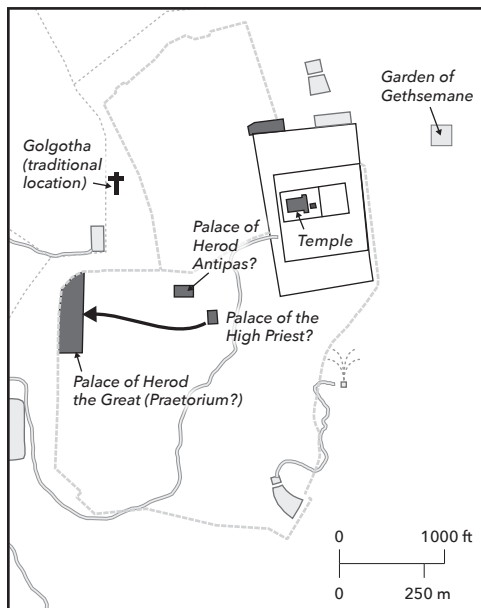 Garden of
Gethsemane
Golgotha
(traditional
location)
Palace of
Herod
Antipas?
Temple
Palace of the
High Priest?
Palace of Herod
the Great (Praetorium?)
0
1000 ft
0
250 m